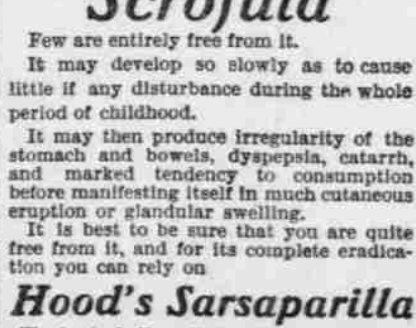 Scrofula
Few are entirely free from it.
It may develop so slowly as to cause
little if any disturbance during the whole
period of childhood.
It may then produce irregularity of the
stomach and bowels, dyspepsia, catarrh,
and marked tendency to consumption
before manifesting itself in much cutaneous
eruption or glandular swelling.
It is best to be sure that you are quite
free from it, and for its complete eradica-
tion you can rely on
Hood's Sarsaparilla